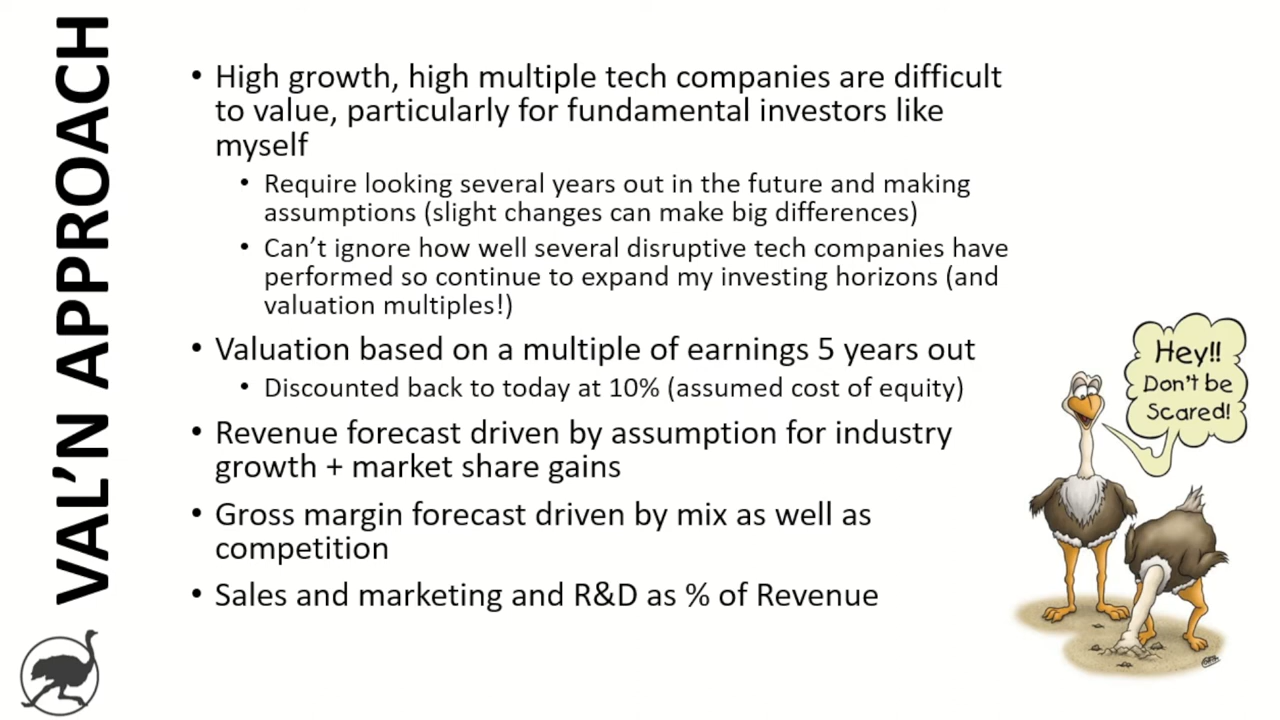 VAL'N APPROACH
• High growth, high multiple tech companies are difficult
to value, particularly for fundamental investors like
myself
• Require looking several years out in the future and making
assumptions (slight changes can make big differences)
• Can't ignore how well several disruptive tech companies have
performed so continue to expand my investing horizons (and
valuation multiples!)
• Valuation based on a multiple of earnings 5 years out
• Discounted back to today at 10% (assumed cost of equity)
• Revenue forecast driven by assumption for industry
growth + market share gains
• Gross margin forecast driven by mix as well as
competition
• Sales and marketing and R&D as % of Revenue
Hey!!
Don't be
Scared!